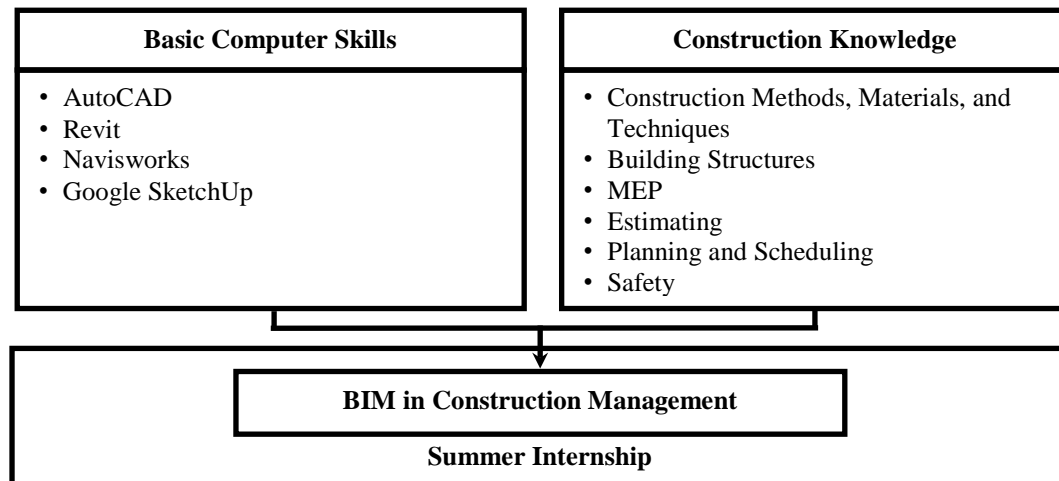 Basic Computer Skills
• AutoCAD
• Revit
• Navisworks
• Google SketchUp
Construction Knowledge
• Construction Methods, Materials, and
Techniques
• Building Structures
• MEP
• Estimating
• Planning and Scheduling
• Safety
BIM in Construction Management
Summer Internship